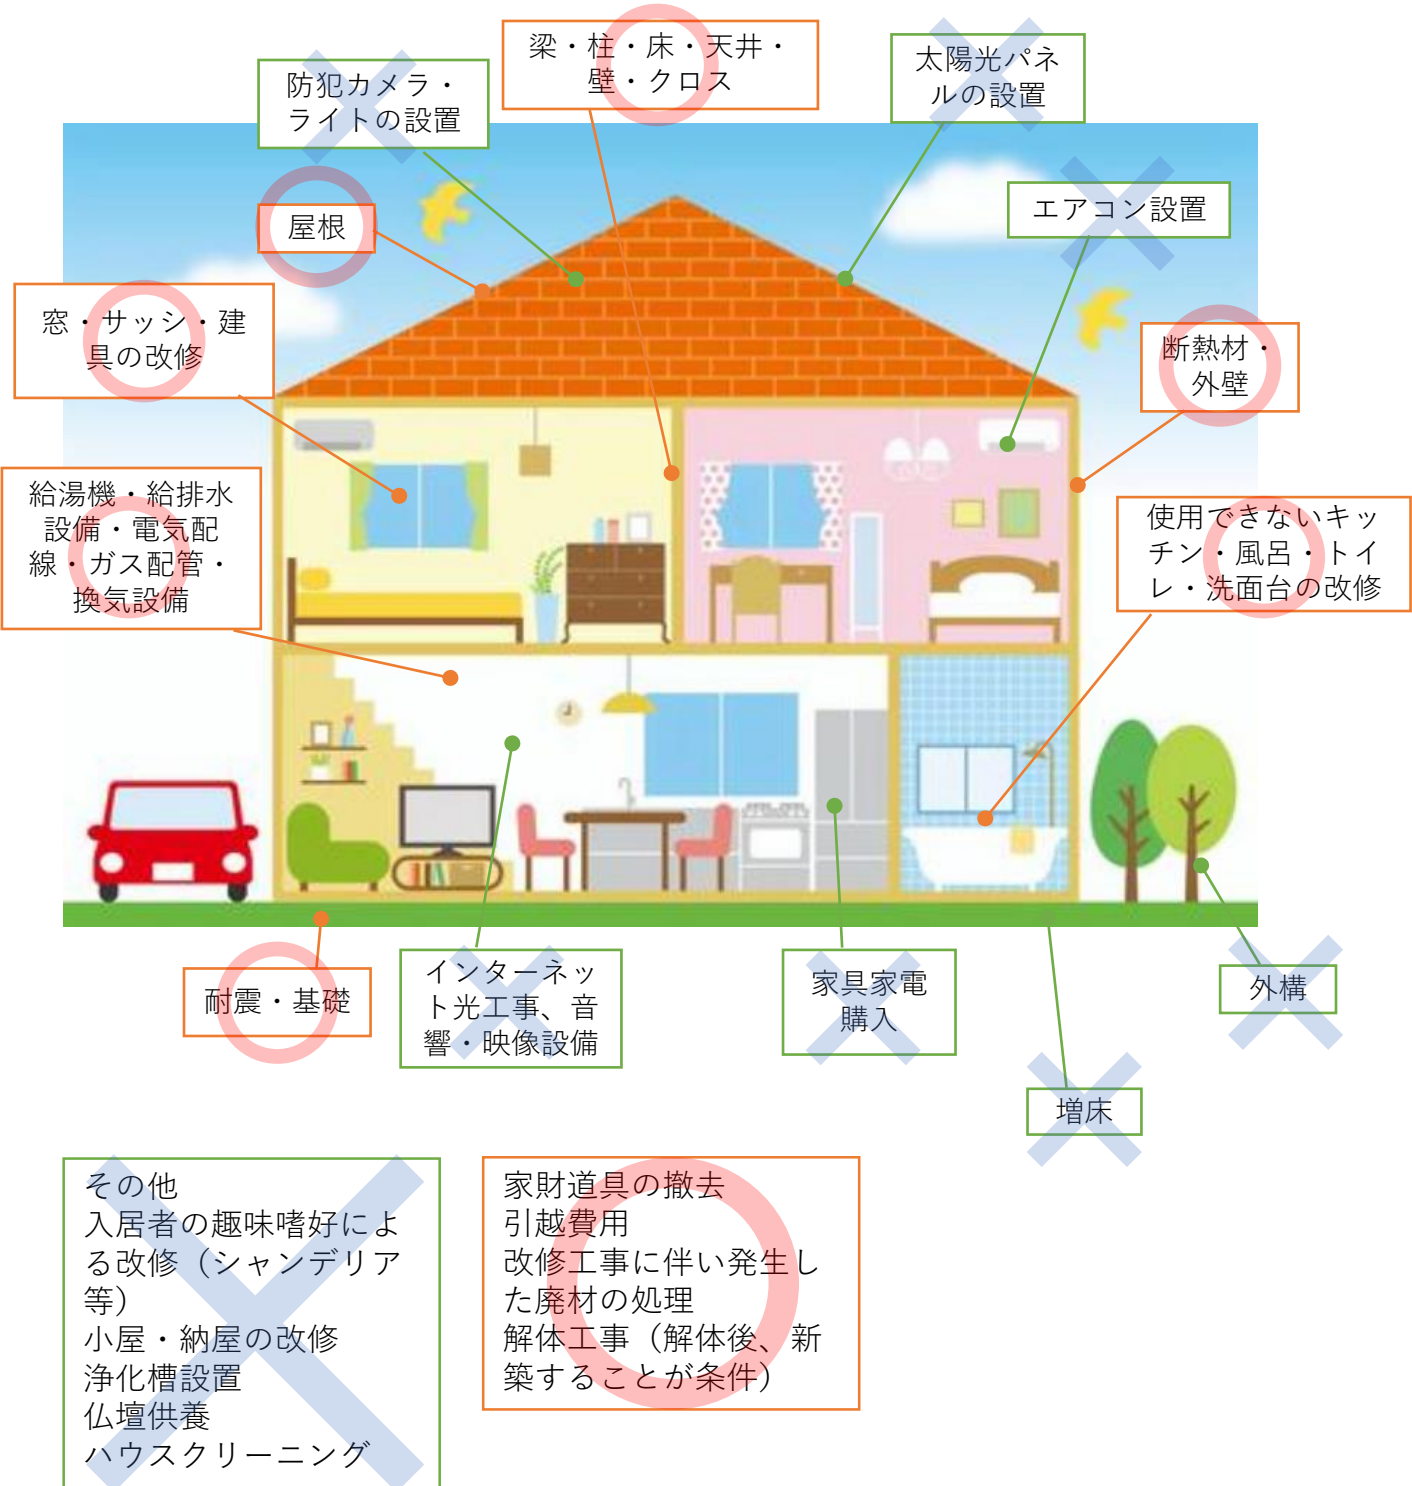 梁・柱・床・天井・
壁・クロス
太陽光パネ
ルの設置
防犯カメラ・
ライトの設置
屋根
エアコン設置
窓・サッシ・建
具の改修
断熱材・
外壁
給湯機・給排水
設備・電気配
線・ガス配管・
換気設備
使用できないキッ
チン・風呂・トイ
レ・洗面台の改修
耐震・基礎
インターネッ
ト光工事、音
響・映像設備
家具家電
購入
外構
増床
その他
入居者の趣味嗜好によ
る改修（シャンデリア
等）
小屋・納屋の改修
浄化槽設置
仏壇供養
ハウスクリーニング
家財道具の撤去
引越費用
改修工事に伴い発生し
た廃材の処理
解体工事（解体後、新
築することが条件）